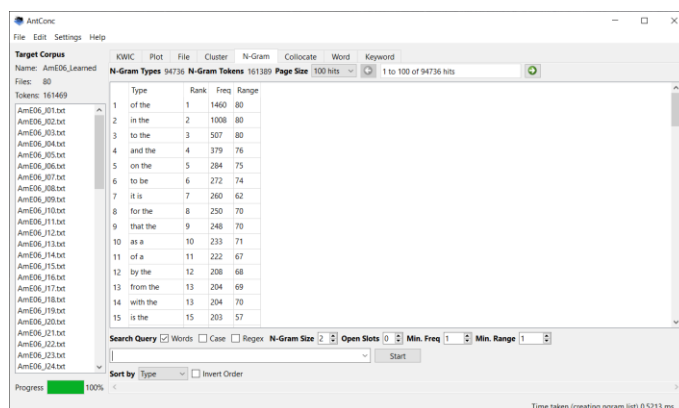 AntConc
File Edit Settings Help
Target Corpus
Name: AmE06_Learned
Files: 80
Tokens: 161469
AmE06_J01.txt
AmE06_J02.txt
AmE06_J03.txt
AmE06_J04.txt
AmE06_J05.txt
AmE06_J06.txt
AmE06_J07.txt
AmE06_J08.txt
AmE06_J09.txt
AmE06_J10.txt
AmE06_J11.txt
AmE06_J12.txt
AmE06_J13.txt
AmE06_J14.txt
AmE06_J15.txt
AmE06_J16.txt
AmE06_J17.txt
AmE06_J18.txt
AmE06_J19.txt
AmE06_J20.txt
AmE06_J21.txt
AmE06_J22.txt
AmE06_J23.txt
AmE06_J24.txt
Progress 100%
KWIC Plot File Cluster N-Gram Collocate Word Keyword
N-Gram Types 94736 N-Gram Tokens 161389 Page Size 100 hits 1 to 100 of 94736 hits
Type Rank Freq Range
1 of the 1 1460 80
2 in the 2 1008 80
3 to the 3 507 80
4 and the 4 379 76
5 on the 5 284 75
6 to be 6 272 74
7 it is 7 260 62
8 for the 8 250 70
9 that the 9 248 70
10 as a 10 233 71
11 of a 11 222 67
12 by the 12 208 68
13 from the 13 204 69
14 with the 13 204 70
15 is the 15 203 57
Search Query Words Case Regex N-Gram Size 2 Open Slots 0 Min. Freq 1 Min. Range 1
Start
Sort by Type Invert Order
Time taken (creating ngram list) 0.5213 ms